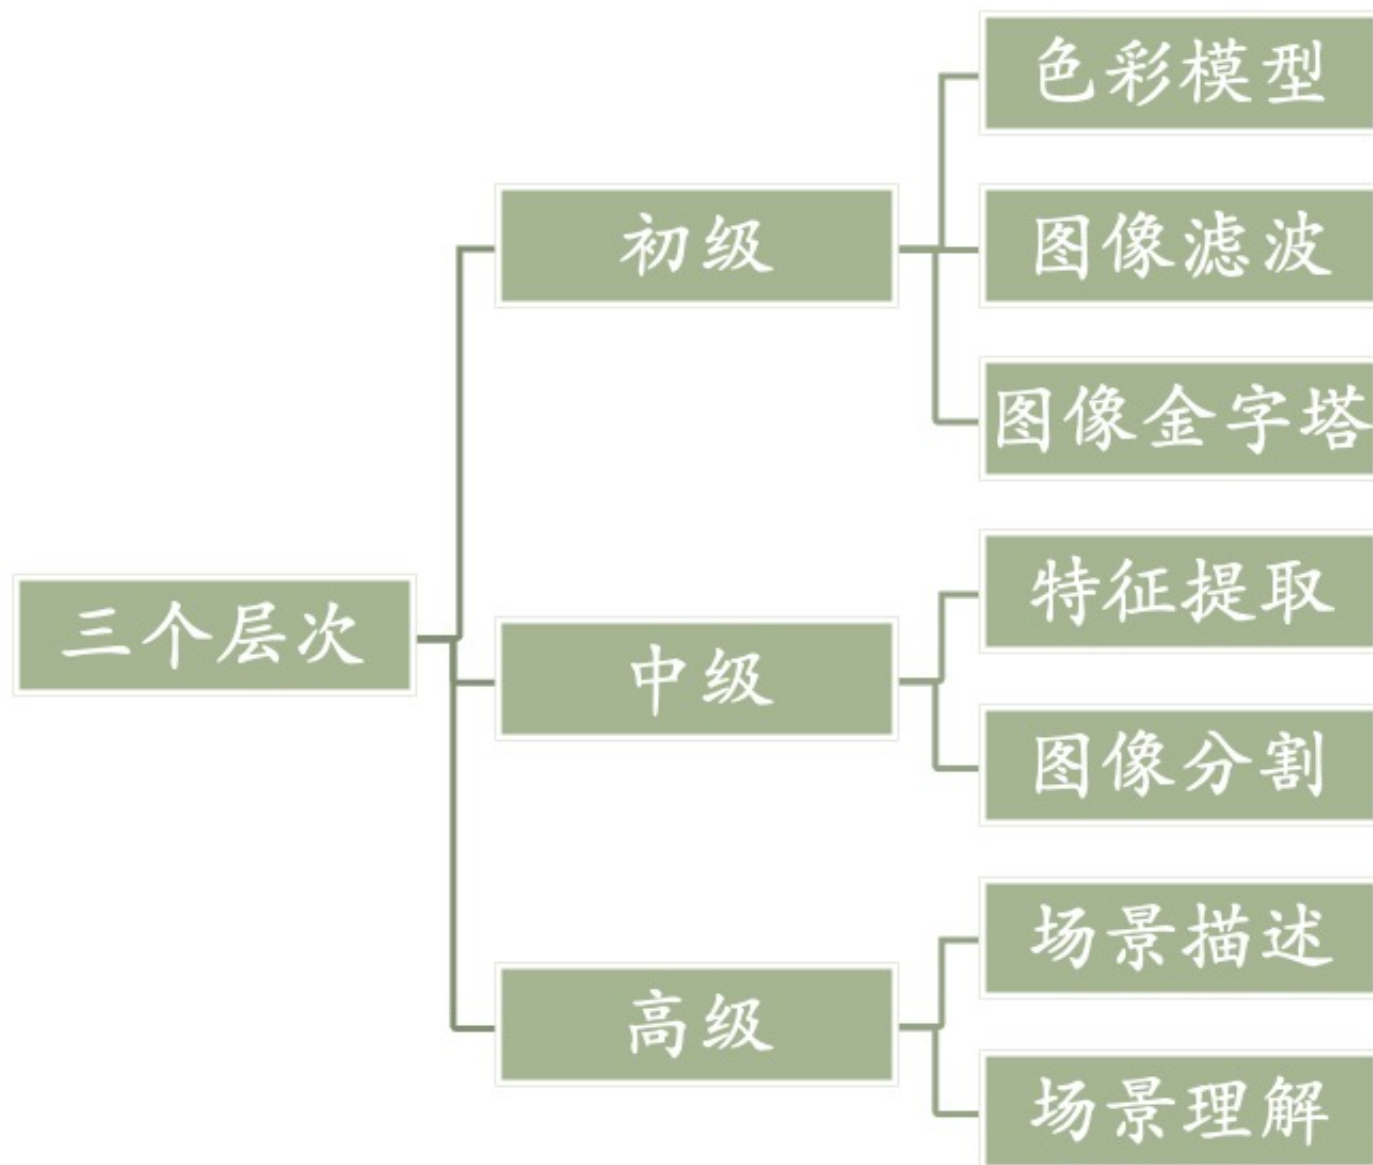 三个层次
初级
色彩模型
图像滤波
图像金字塔
中级
特征提取
图像分割
高级
场景描述
场景理解